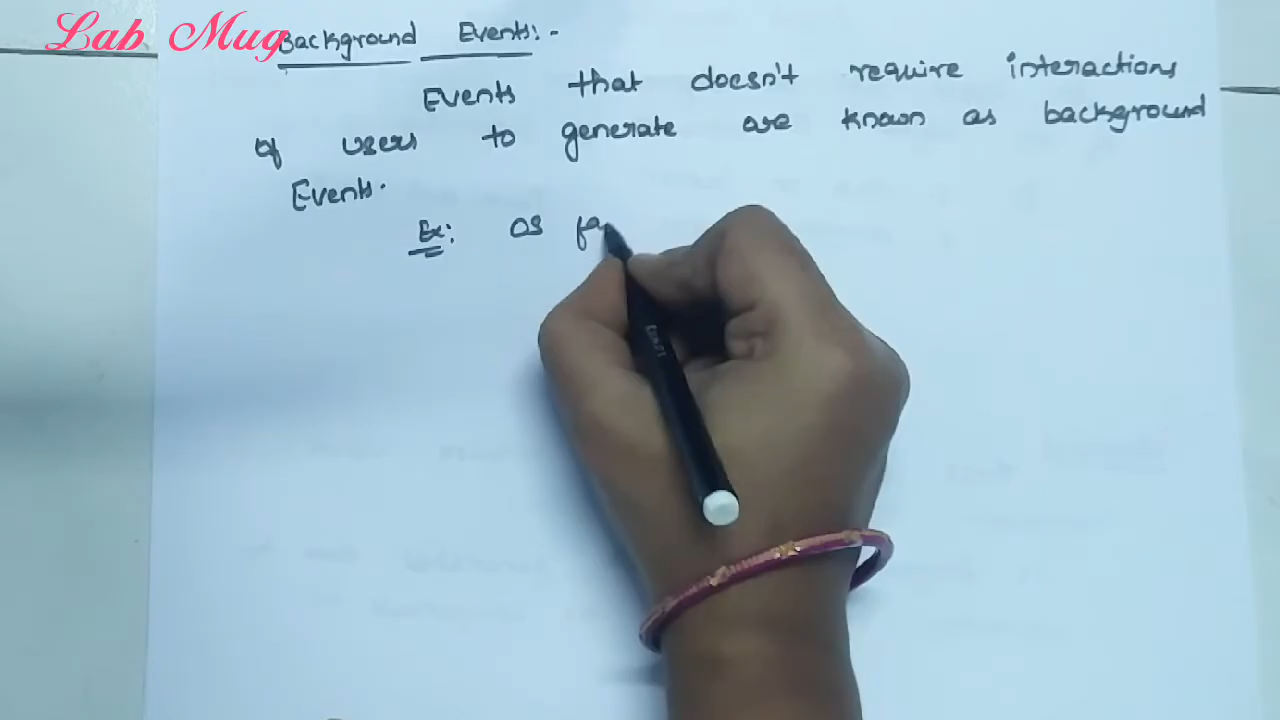 Lab Mug
Background Events:-
Events that doesn't require interactions
of users to generate are known as background
Events.
Ex: OS fa